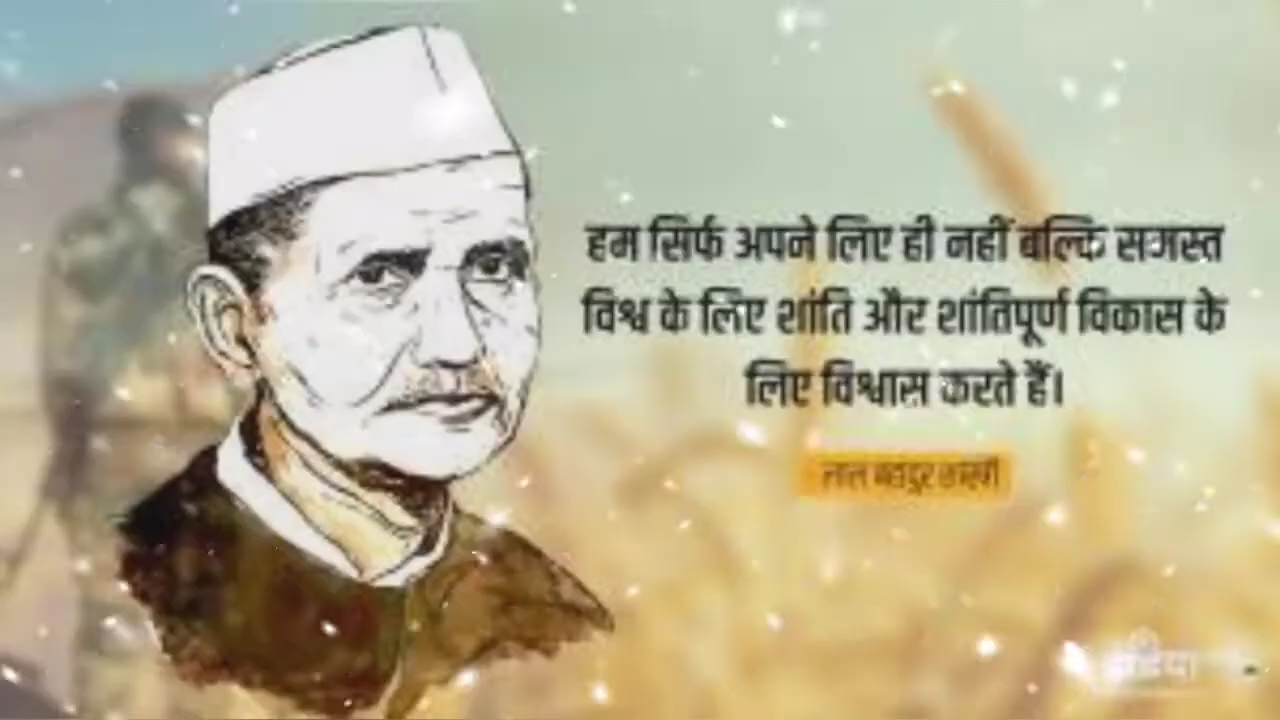 हम सिर्फ अपने लिए ही नहीं बल्कि समस्त
विश्व के लिए शांति और शांतिपूर्ण विकास के
लिए विश्वास करते हैं।
लाल बहादुर शास्त्री